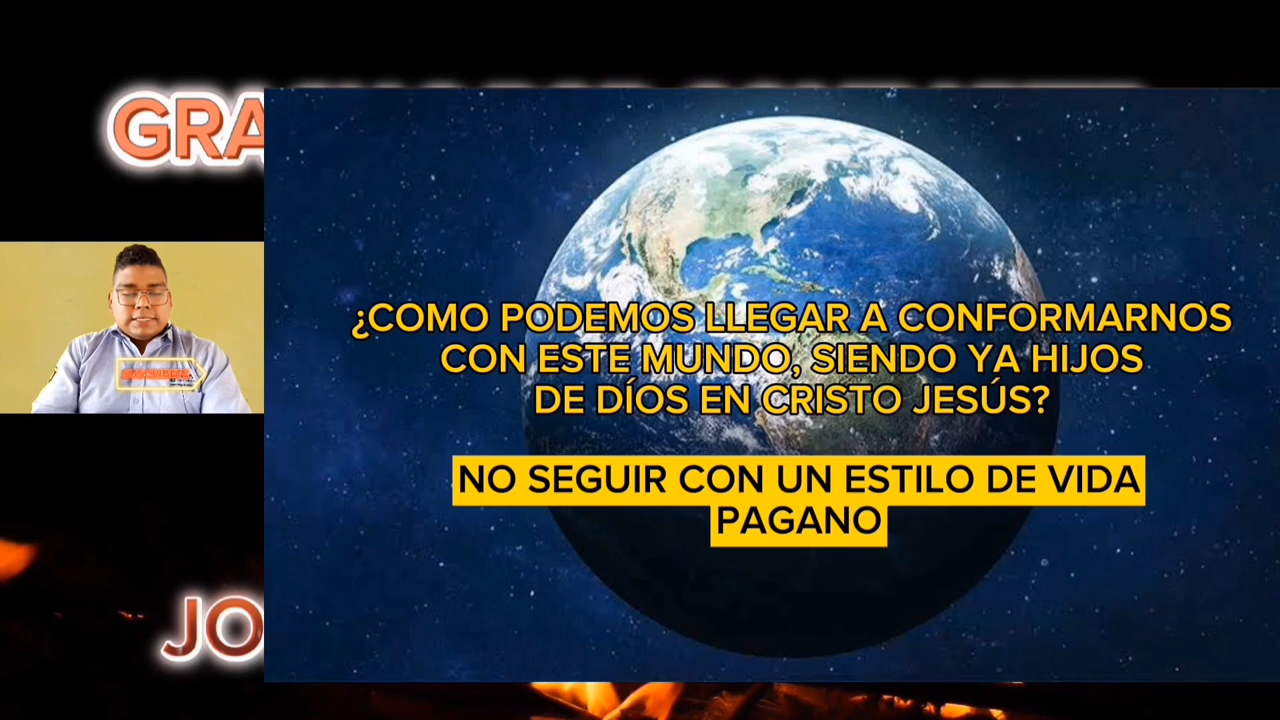 GRA
¿COMO PODEMOS LLEGAR A CONFORMARNOS
CON ESTE MUNDO, SIENDO YA HIJOS
DE DÍOS EN CRISTO JESÚS?
NO SEGUIR CON UN ESTILO DE VIDA
PAGANO
JO